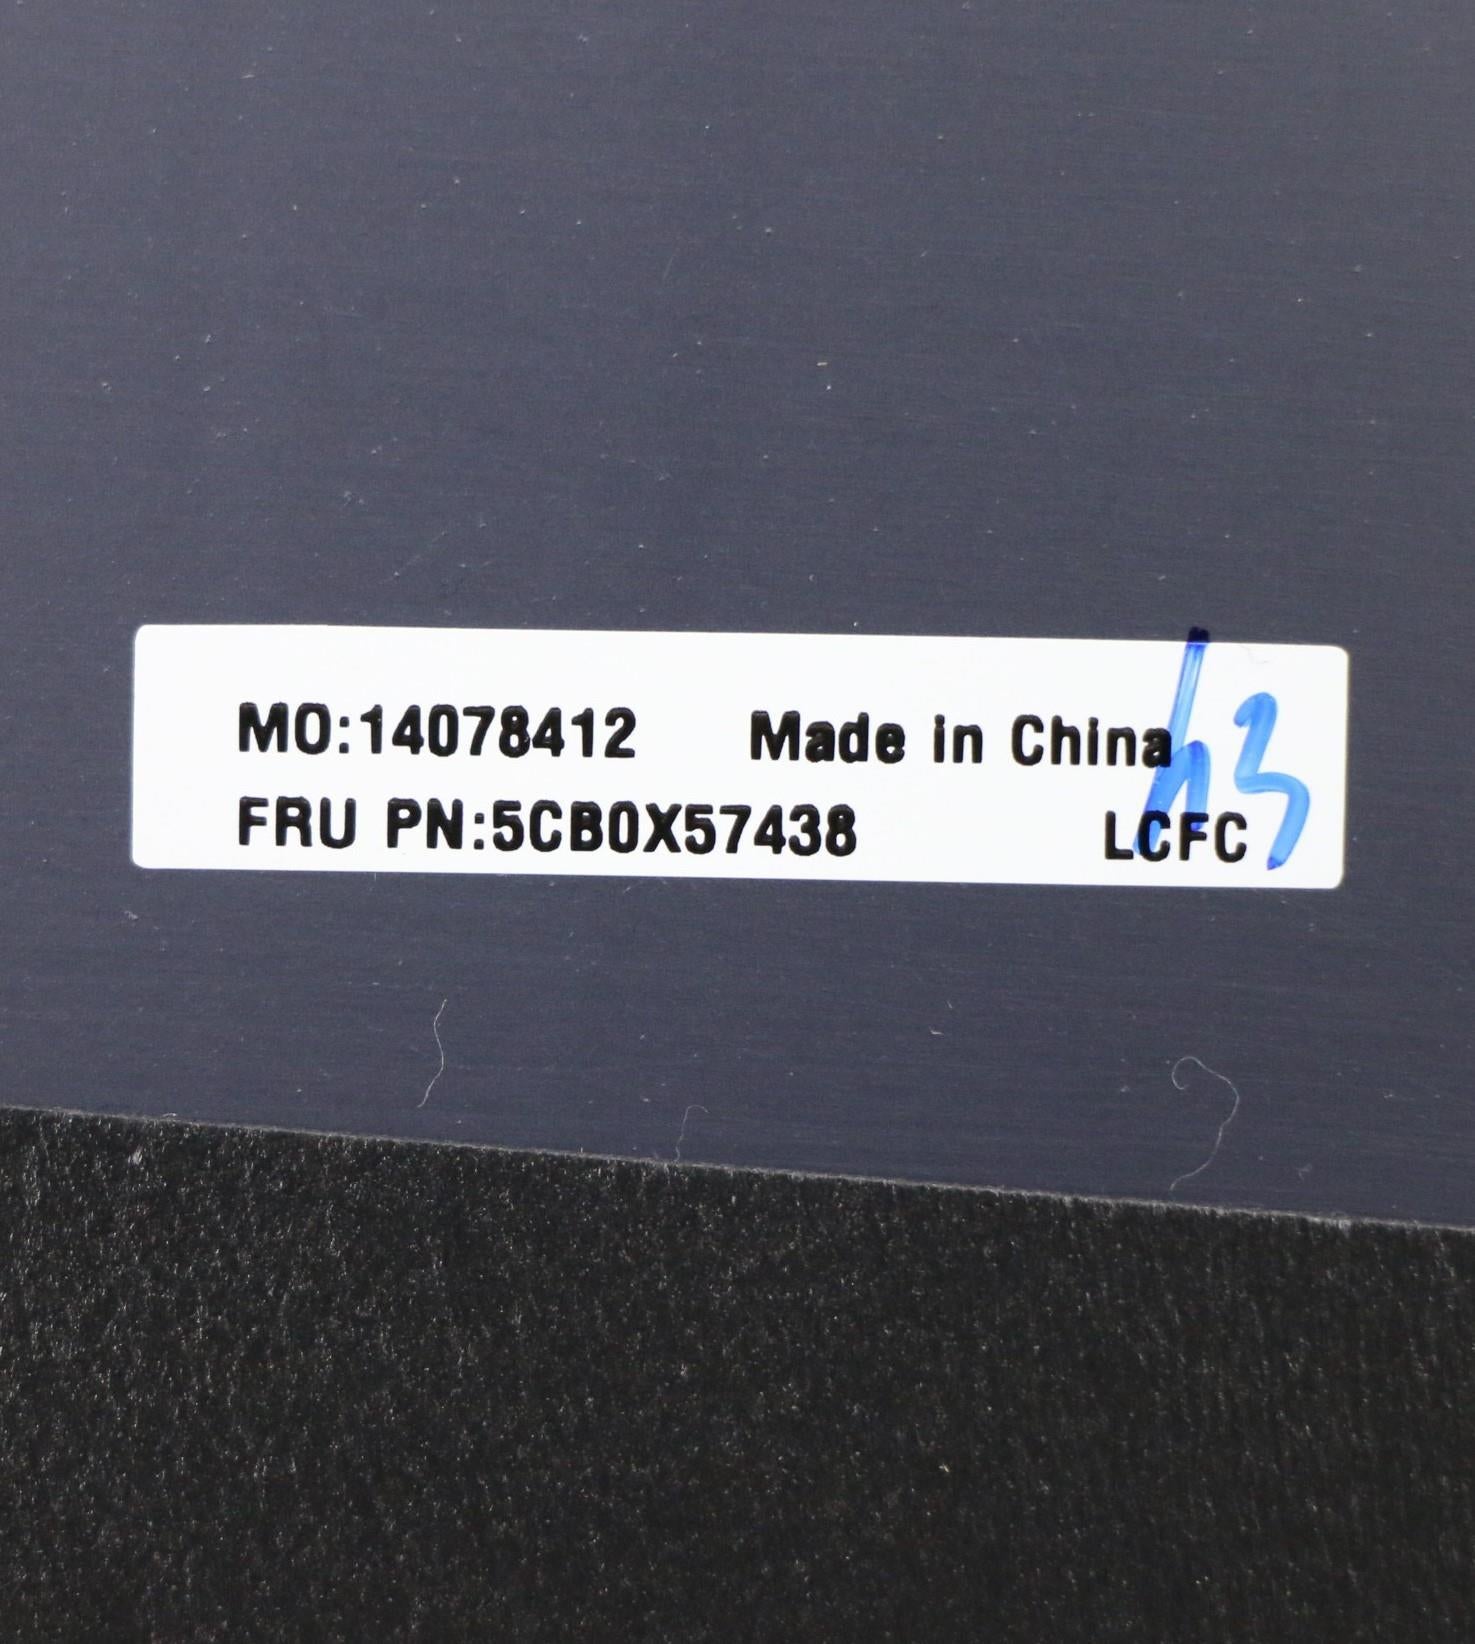 MO:14078412 Made in China
FRU PN:5CB0X57438 LCFC